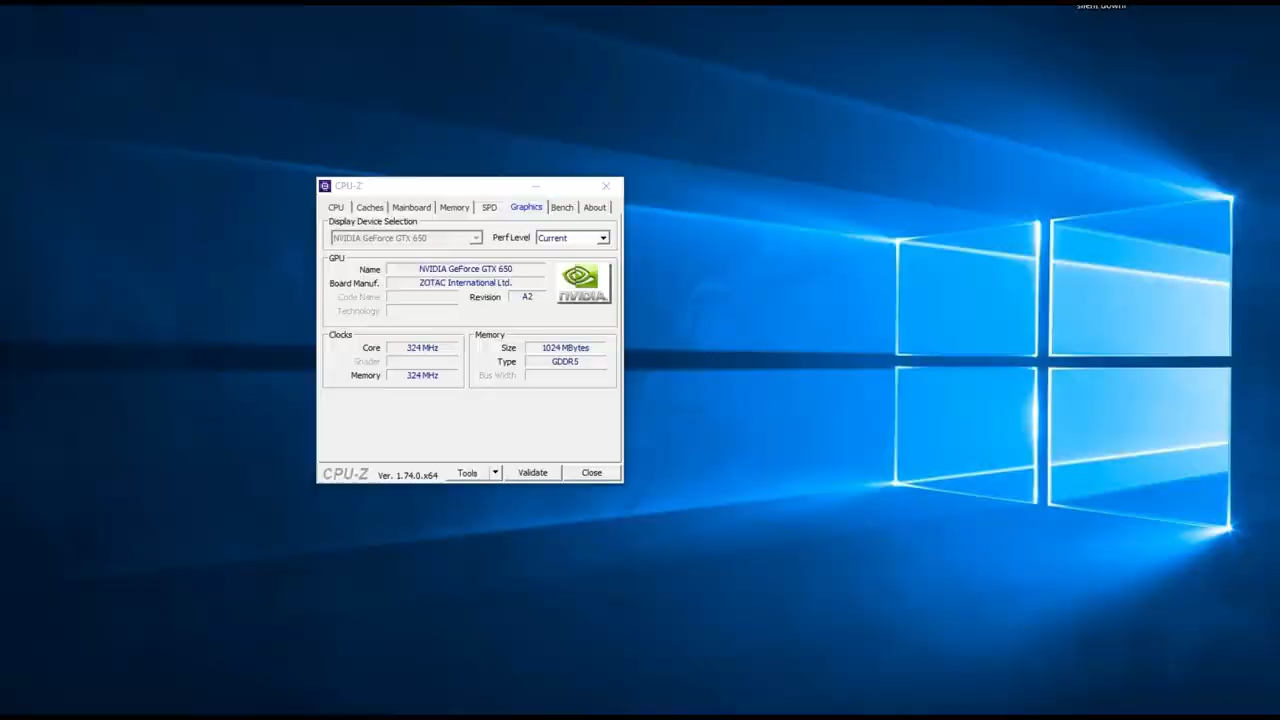 CPU-Z
CPU Caches Mainboard Memory SPD Graphics Bench About
Display Device Selection
NVIDIA GeForce GTX 650 Perf Level Current
GPU
Name NVIDIA GeForce GTX 650
Board Manuf. ZOTAC International Ltd.
Code Name Revision A2
Technology
NVIDIA.
Clocks
Core 324 MHz
Shader
Memory 324 MHz
Memory
Size 1024 MBytes
Type GDDR5
Bus Width
CPU-Z Ver. 1.74.0.x64 Tools Validate Close